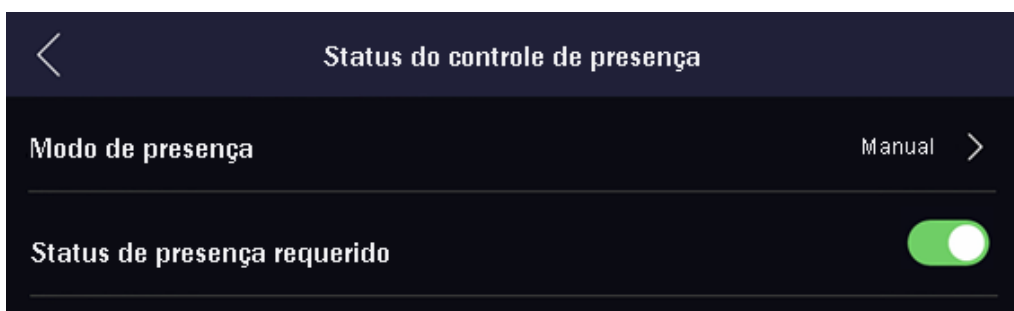 Status do controle de presença
Modo de presença Manual
Status de presença requerido